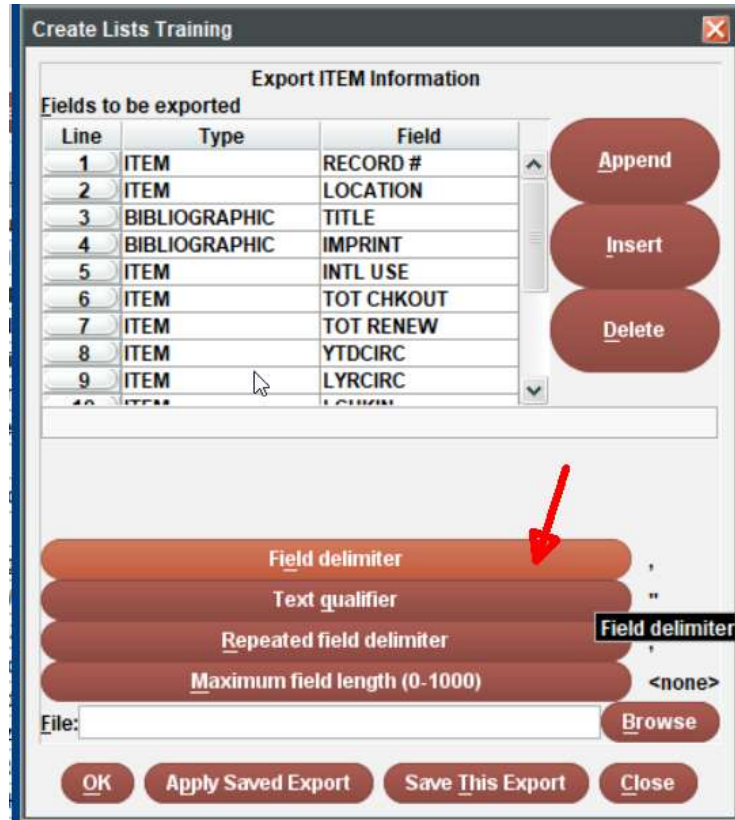 Create Lists Training
Export ITEM Information
Fields to be exported
Line Type Field
1 ITEM RECORD #
2 ITEM LOCATION
3 BIBLIOGRAPHIC TITLE
4 BIBLIOGRAPHIC IMPRINT
5 ITEM INTL USE
6 ITEM TOT CHKOUT
7 ITEM TOT RENEW
8 ITEM YTDCIRC
9 ITEM LYRCIRC
10 ITEM
Append
Insert
Delete
Field delimiter ,
Text qualifier "
Repeated field delimiter ;
Field delimiter
Maximum field length (0-1000) <none>
File: Browse
OK Apply Saved Export Save This Export Close